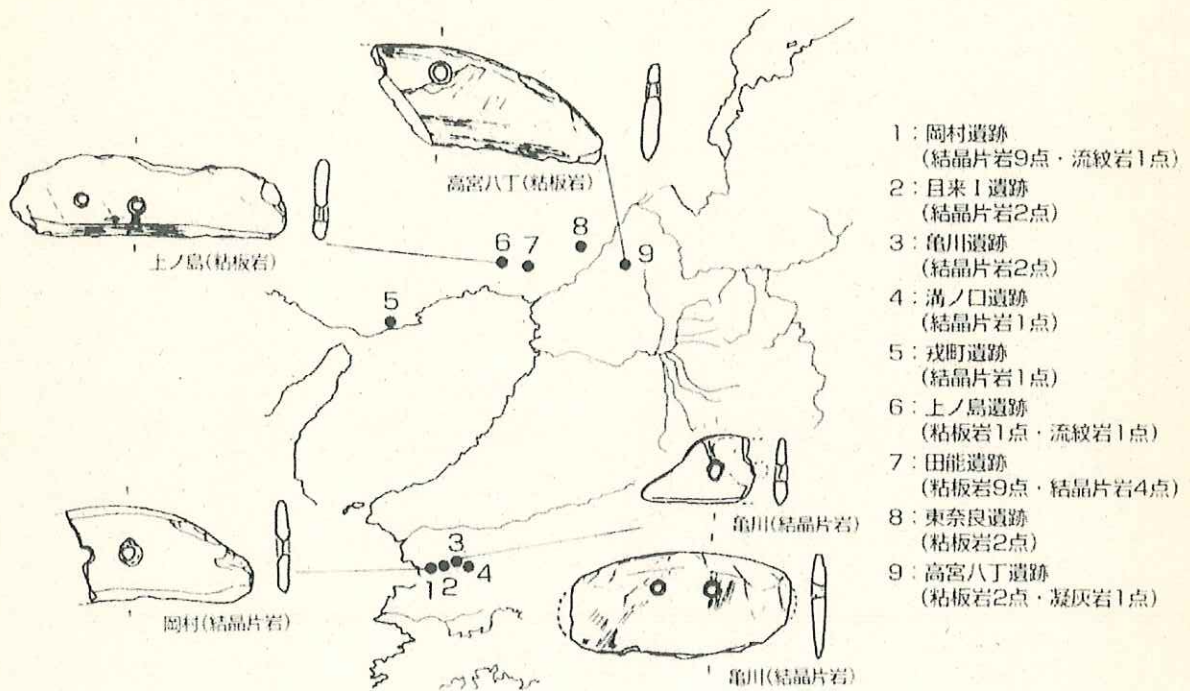 高宮八丁(粘板岩)
上ノ島(粘板岩)
8
6
7
9
5
3
1
2
4
岡村(結晶片岩)
亀川(結晶片岩)
亀川(結晶片岩)
1:岡村遺跡
(結晶片岩9点・流紋岩1点)
2:目来Ⅰ遺跡
(結晶片岩2点)
3:亀川遺跡
(結晶片岩2点)
4:溝ノ口遺跡
(結晶片岩1点)
5:戎町遺跡
(結晶片岩1点)
6:上ノ島遺跡
(粘板岩1点・流紋岩1点)
7:田能遺跡
(粘板岩9点・結晶片岩4点)
8:東奈良遺跡
(粘板岩2点)
9:高宮八丁遺跡
(粘板岩2点・凝灰岩1点)